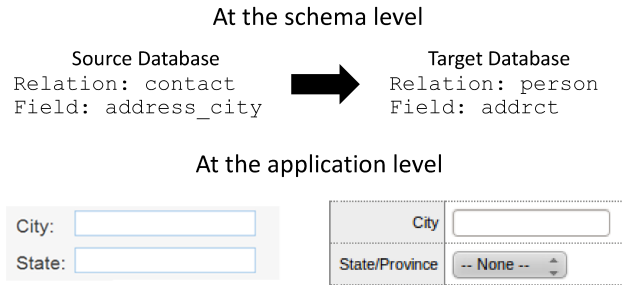 At the schema level
Source Database
Relation: contact
Field: address_city
Target Database
Relation: person
Field: addrct
At the application level
City:
State:
City
State/Province -- None --